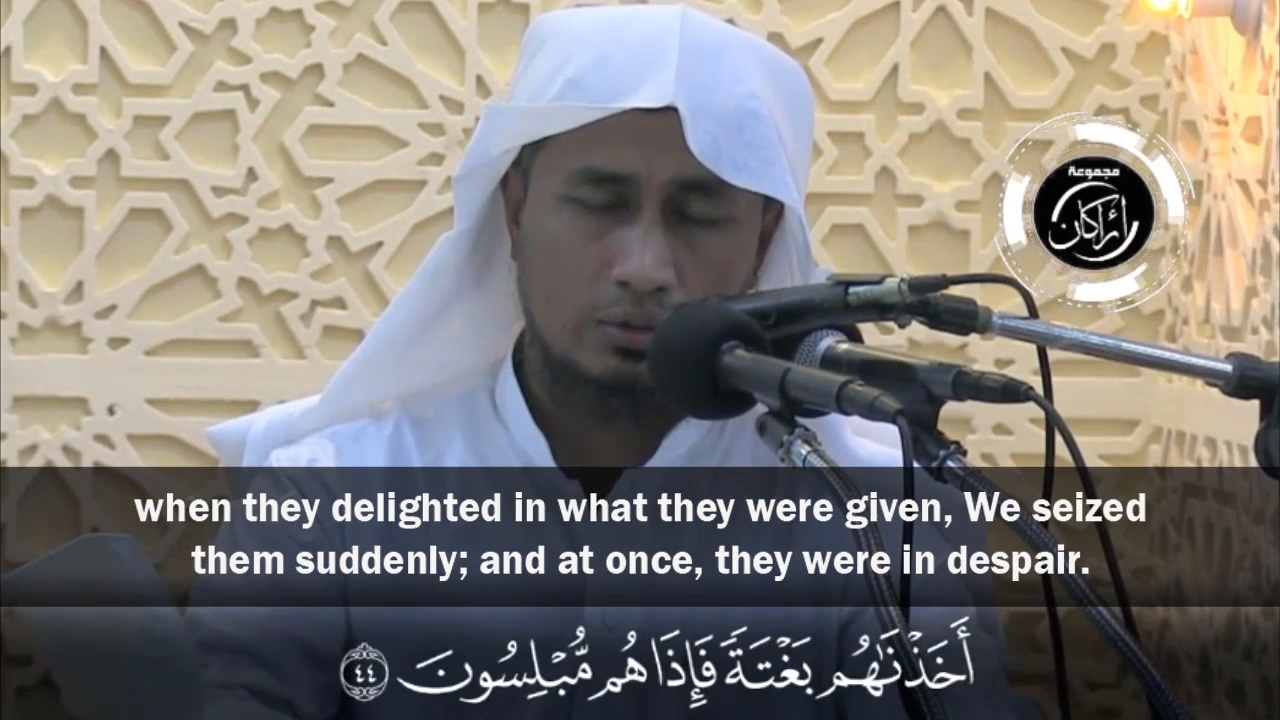 مجموعة
أراكان
when they delighted in what they were given, We seized
them suddenly; and at once, they were in despair.
أَخَذْنَٰهُم بَغْتَةً فَإِذَا هُم مُّبْلِسُونَ ٤٤